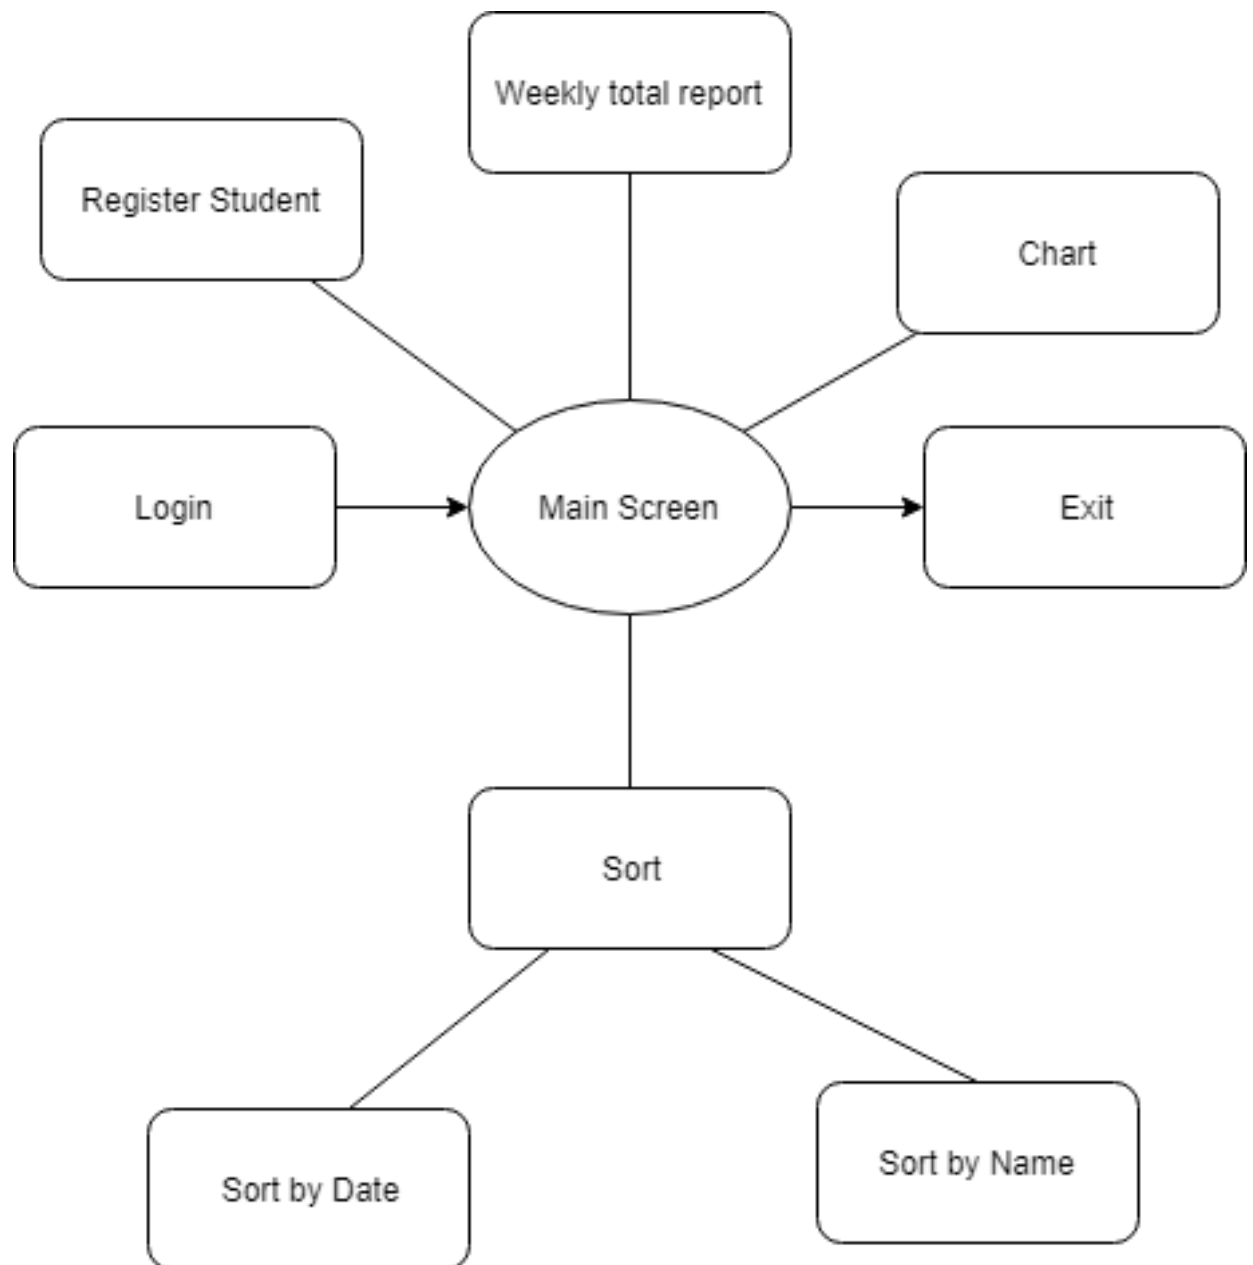 Weekly total report
Register Student
Chart
Login
Main Screen
Exit
Sort
Sort by Name
Sort by Date